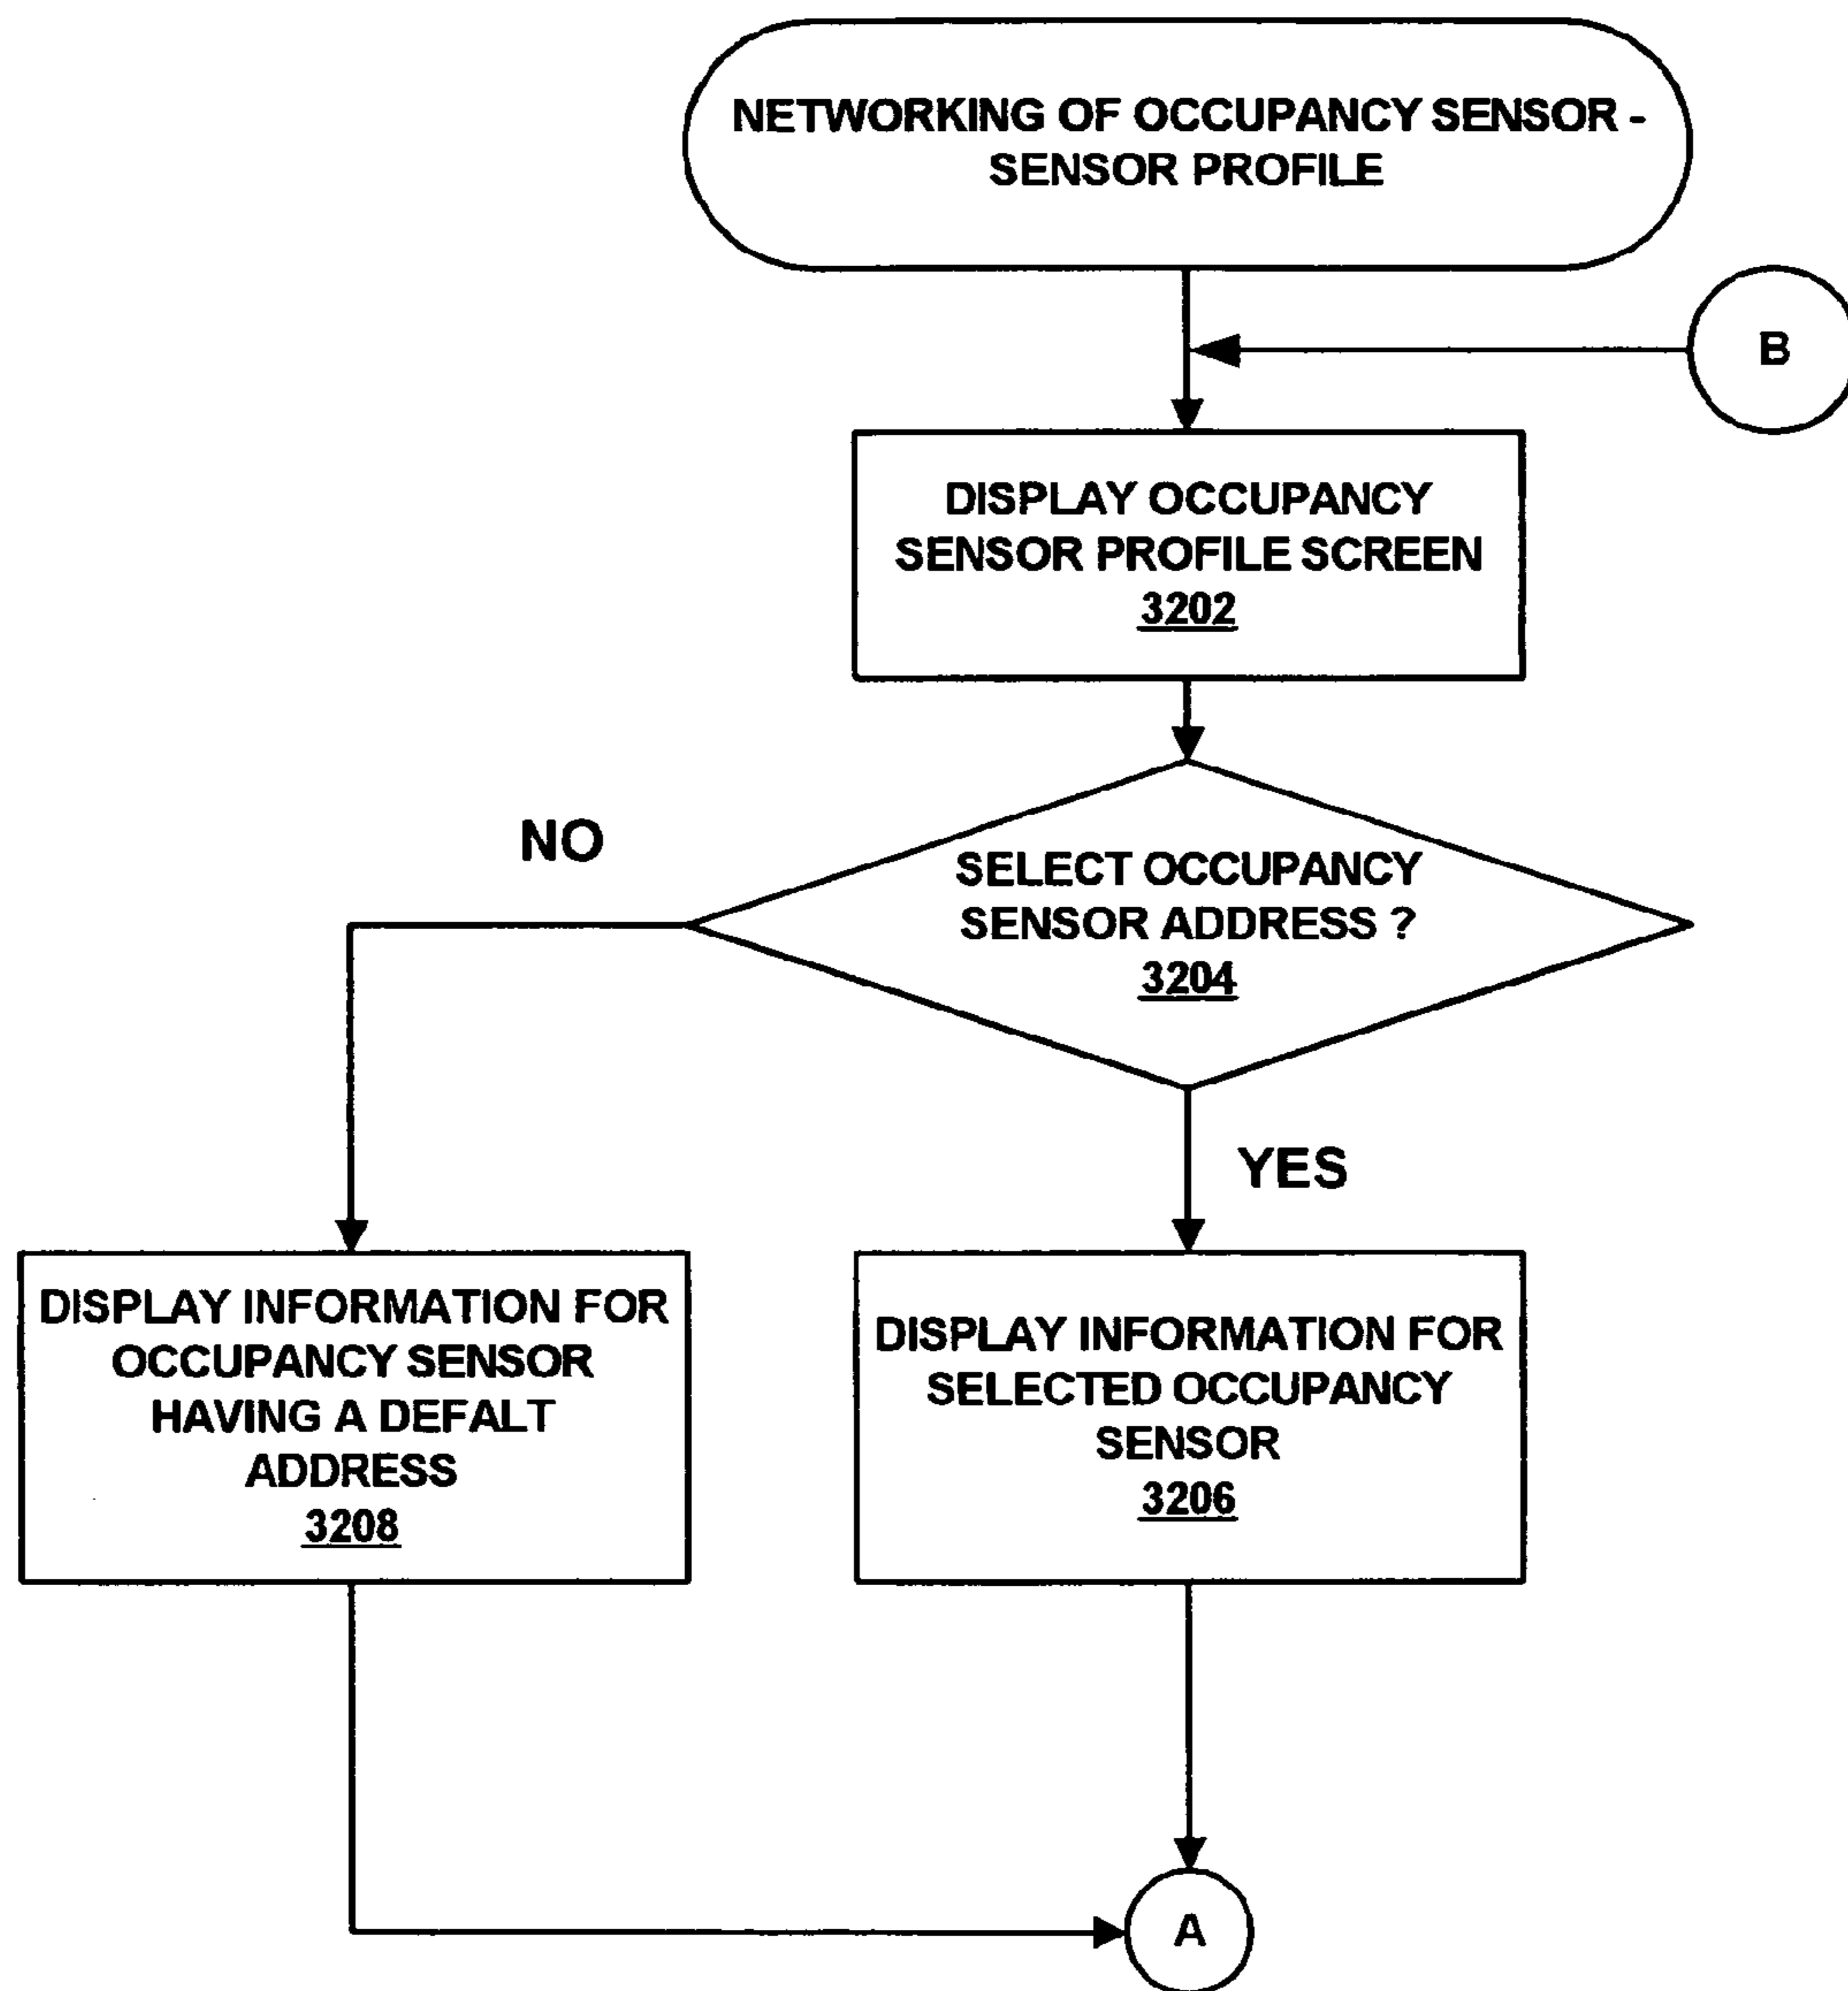 NETWORKING OF OCCUPANCY SENSOR -
SENSOR PROFILE
B
DISPLAY OCCUPANCY
SENSOR PROFILE SCREEN
3202
SELECT OCCUPANCY
SENSOR ADDRESS ?
3204
NO
YES
DISPLAY INFORMATION FOR
OCCUPANCY SENSOR
HAVING A DEFALT
ADDRESS
3208
DISPLAY INFORMATION FOR
SELECTED OCCUPANCY
SENSOR
3206
A